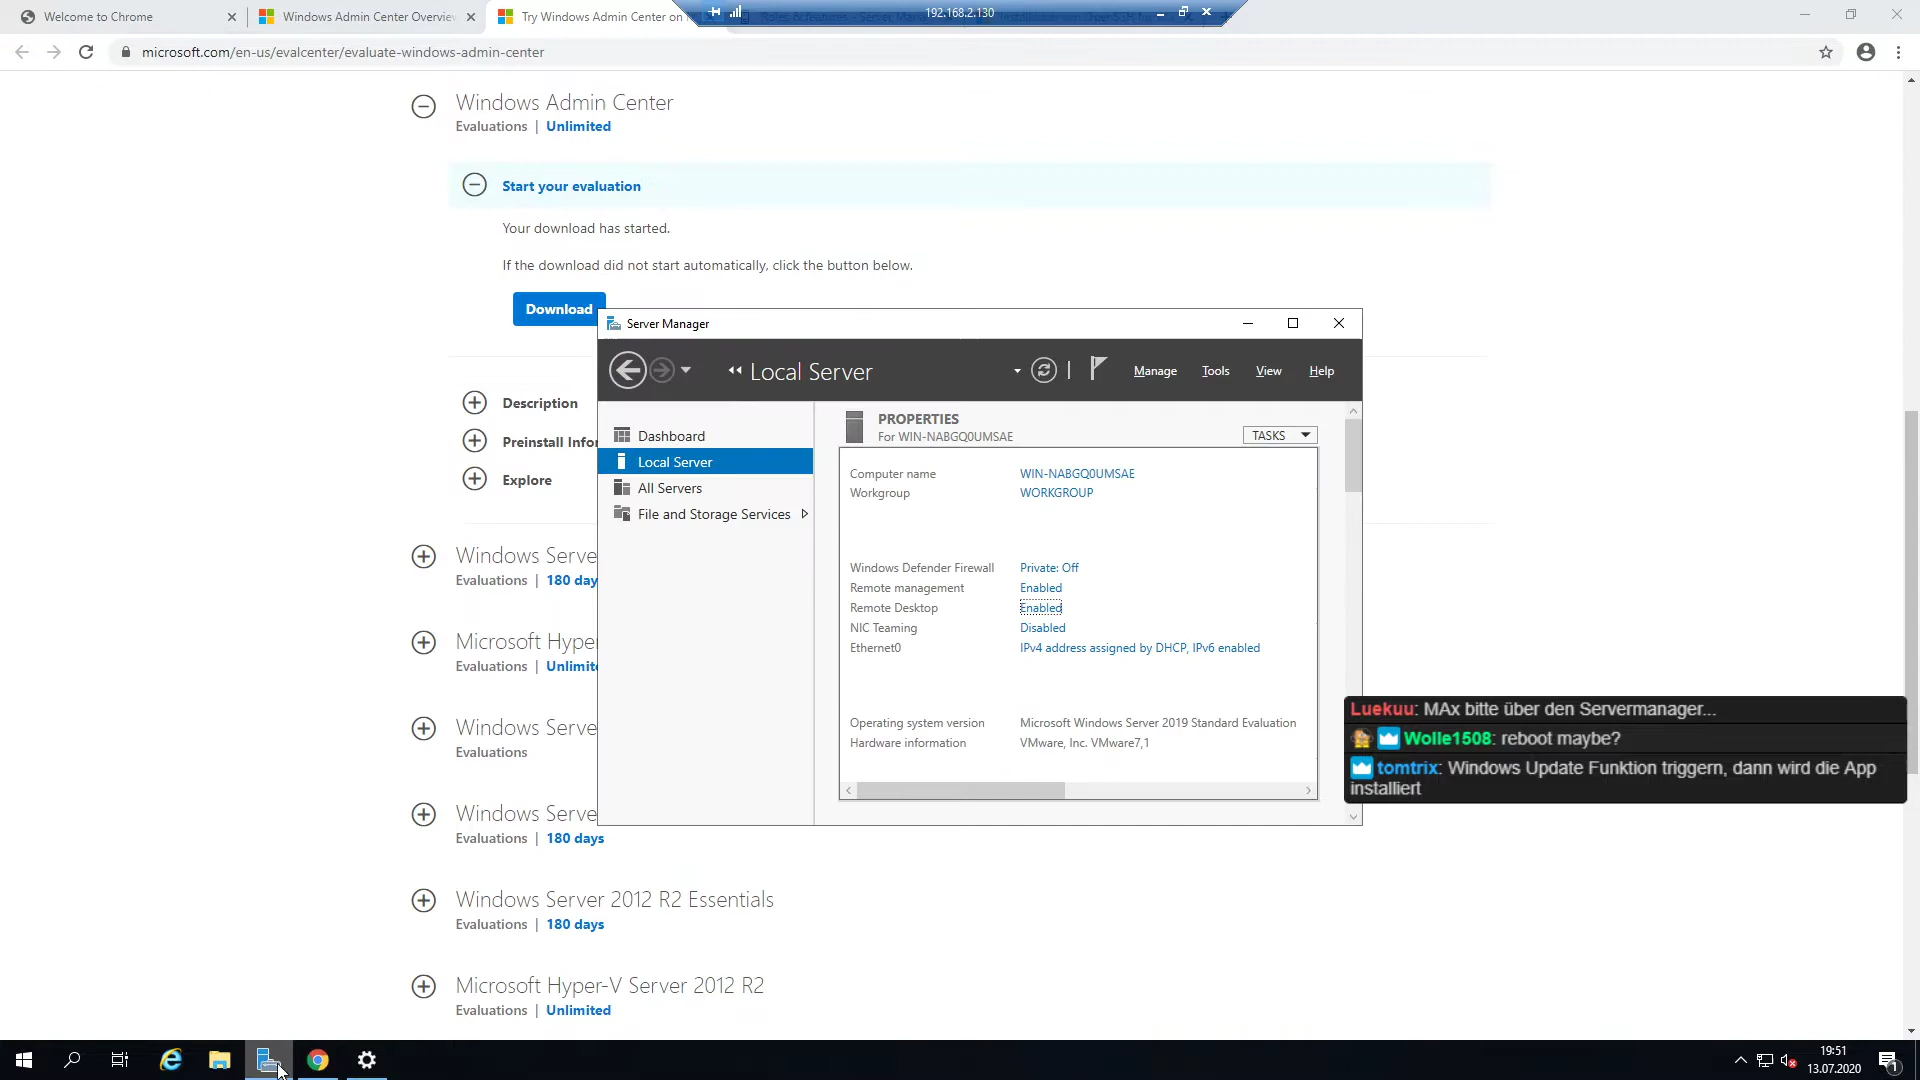 Welcome to Chrome
Windows Admin Center Overview
Try Windows Admin Center on
192.168.2.130
microsoft.com/en-us/evalcenter/evaluate-windows-admin-center
Windows Admin Center
Evaluations | Unlimited
Start your evaluation
Your download has started.
If the download did not start automatically, click the button below.
Download
Description
Preinstall Infor
Explore
Windows Serve
Evaluations | 180 day
Microsoft Hyper
Evaluations | Unlimite
Windows Serve
Evaluations
Windows Serve
Evaluations | 180 days
Windows Server 2012 R2 Essentials
Evaluations | 180 days
Microsoft Hyper-V Server 2012 R2
Evaluations | Unlimited
Server Manager
Local Server
Manage
Tools
View
Help
Dashboard
Local Server
All Servers
File and Storage Services
PROPERTIES
For WIN-NABGQ0UMSAE
TASKS
Computer name WIN-NABGQ0UMSAE
Workgroup WORKGROUP
Windows Defender Firewall Private: Off
Remote management Enabled
Remote Desktop Enabled
NIC Teaming Disabled
Ethernet0 IPv4 address assigned by DHCP, IPv6 enabled
Operating system version Microsoft Windows Server 2019 Standard Evaluation
Hardware information VMware, Inc. VMware7,1
Luekuu: MAx bitte über den Servermanager...
Wolle1508: reboot maybe?
tomtrix: Windows Update Funktion triggern, dann wird die App
installiert
19:51
13.07.2020
1